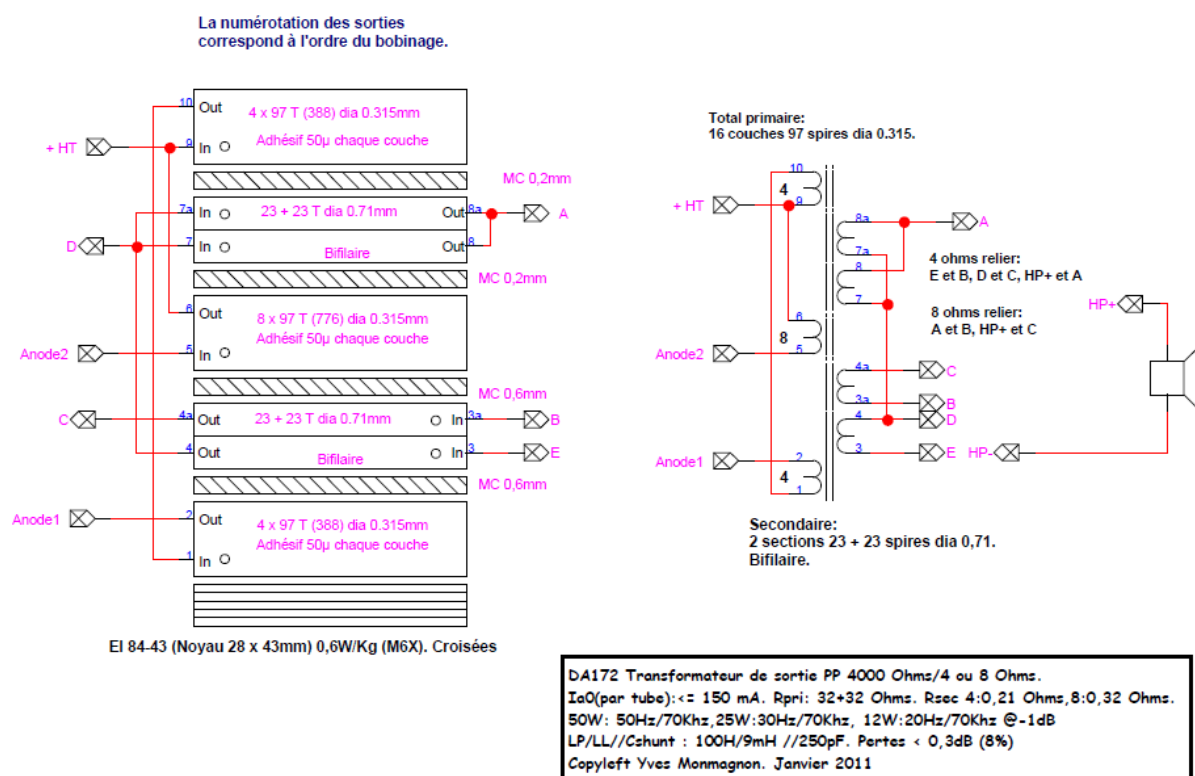 La numérotation des sorties
correspond à l'ordre du bobinage.
10 Out
4 x 97 T (388) dia 0.315mm
Adhésif 50µ chaque couche
+ HT
9 In
MC 0,2mm
7a In
23 + 23 T dia 0.71mm
Out 8a
A
D
7 In
Bifilaire
Out 8
MC 0,2mm
6 Out
8 x 97 T (776) dia 0.315mm
Adhésif 50µ chaque couche
Anode2
5 In
MC 0,6mm
C
4a Out
23 + 23 T dia 0.71mm
In 3a
B
4 Out
Bifilaire
In 3
E
MC 0,6mm
Anode1
2 Out
4 x 97 T (388) dia 0.315mm
Adhésif 50µ chaque couche
1 In
EI 84-43 (Noyau 28 x 43mm) 0,6W/Kg (M6X). Croisées
Total primaire:
16 couches 97 spires dia 0.315.
10
4
+ HT
9
8a
A
7a
8
7
4 ohms relier:
E et B, D et C, HP+ et A
8 ohms relier:
A et B, HP+ et C
HP+
6
8
Anode2
5
4a
C
3a
B
4
D
3
E
HP-
Anode1
2
4
1
Secondaire:
2 sections 23 + 23 spires dia 0,71.
Bifilaire.
DA172 Transformateur de sortie PP 4000 Ohms/4 ou 8 Ohms.
Ia0(par tube):<= 150 mA. Rpri: 32+32 Ohms. Rsec 4:0,21 Ohms,8:0,32 Ohms.
50W: 50Hz/70Khz,25W:30Hz/70Khz, 12W:20Hz/70Khz @-1dB
LP/LL//Cshunt : 100H/9mH //250pF. Pertes < 0,3dB (8%)
Copyleft Yves Monmagnon. Janvier 2011